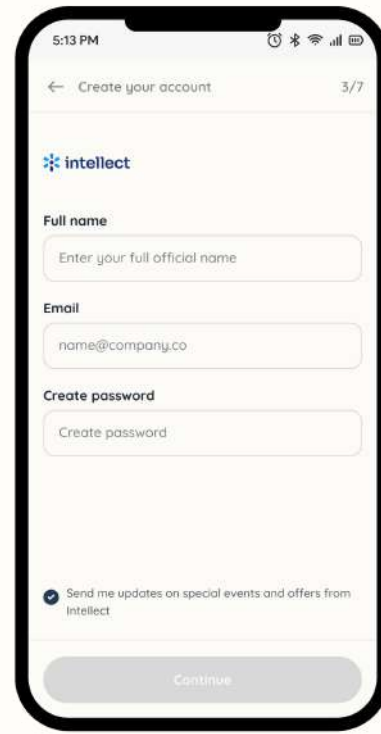 5:13 PM
Create your account 3/7
intellect
Full name
Enter your full official name
Email
name@company.co
Create password
Create password
Send me updates on special events and offers from
Intellect
Continue